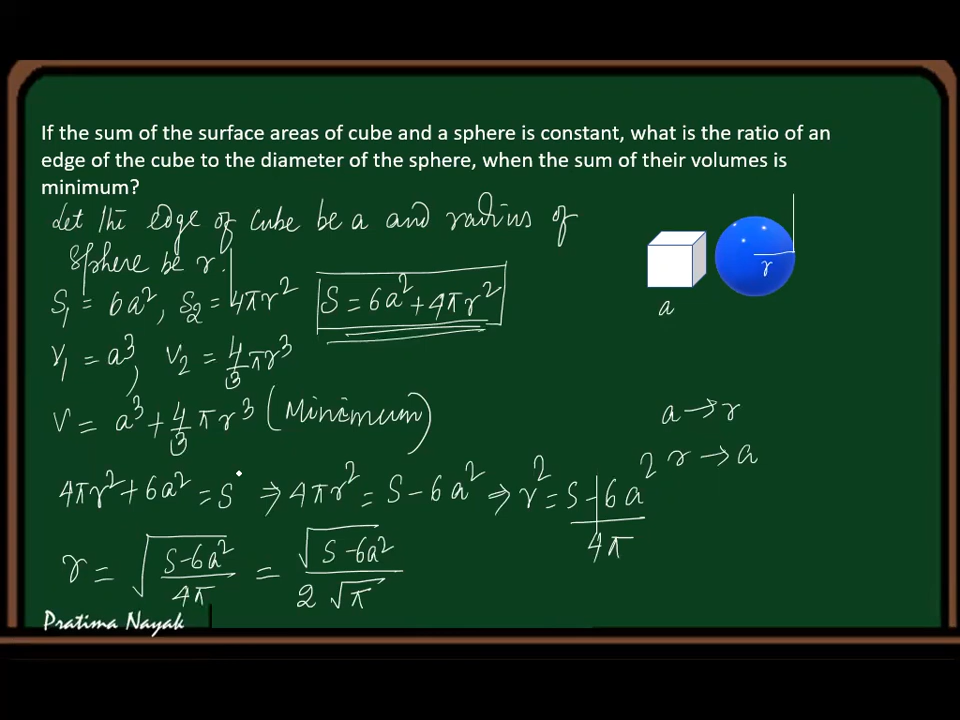 If the sum of the surface areas of cube and a sphere is constant, what is the ratio of an
edge of the cube to the diameter of the sphere, when the sum of their volumes is
minimum?
Let the edge of cube be a and radius of
sphere be r.
S₁ = 6a², S₂ = 4πr² S = 6a² + 4πr²
V₁ = a³, V₂ = 4/3 πr³
V = a³ + 4/3 πr³ (Minimum)
4πr² + 6a² = S ⇒ 4πr² = S - 6a² ⇒ r² = (S - 6a²)/4π
r = √((S-6a²)/4π) = √(S-6a²)/(2√π)
r
a
a → r
r → a
Pratima Nayak